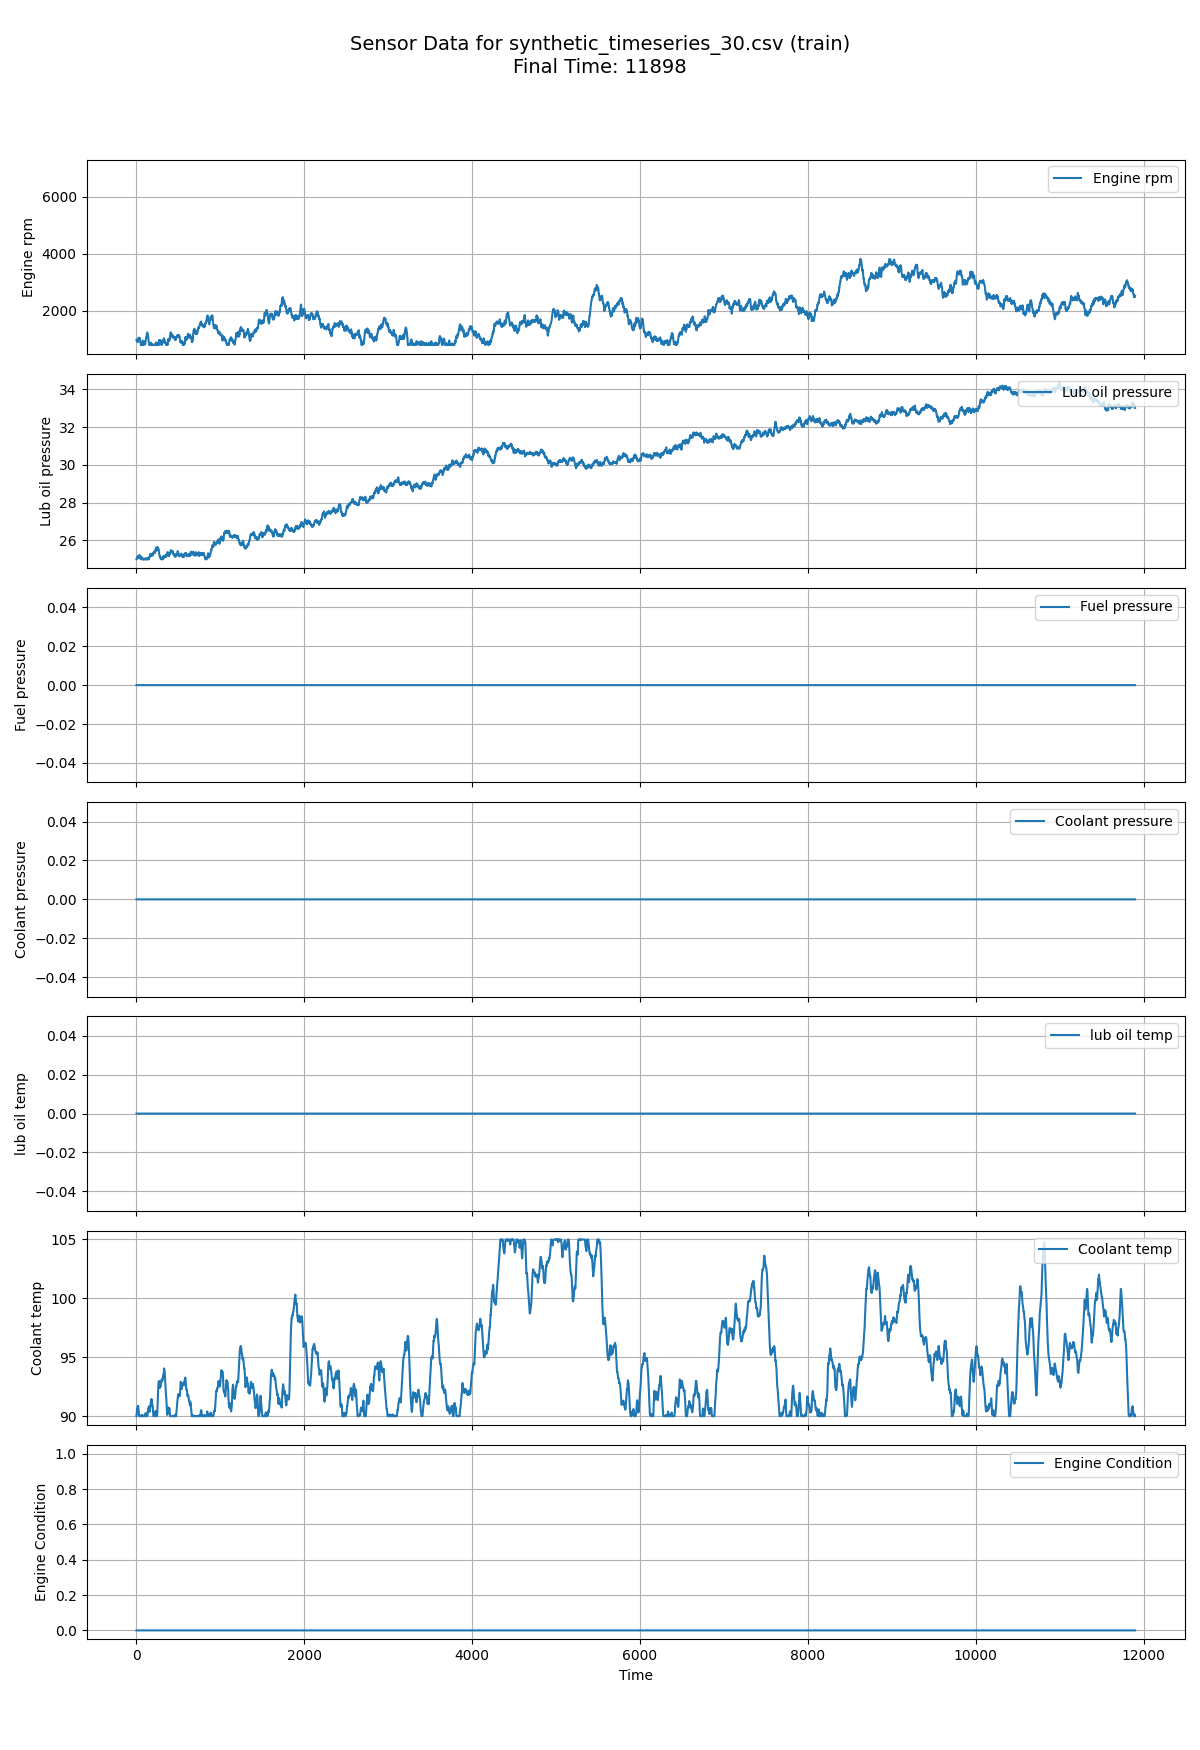 Sensor Data for synthetic_timeseries_30.csv (train)
Final Time: 11898
Engine rpm
6000
4000
2000
Engine rpm
Lub oil pressure
34
32
30
28
26
Lub oil pressure
Fuel pressure
0.04
0.02
0.00
−0.02
−0.04
Fuel pressure
Coolant pressure
0.04
0.02
0.00
−0.02
−0.04
Coolant pressure
lub oil temp
0.04
0.02
0.00
−0.02
−0.04
lub oil temp
Coolant temp
105
100
95
90
Coolant temp
Engine Condition
1.0
0.8
0.6
0.4
0.2
0.0
Engine Condition
0 2000 4000 6000 8000 10000 12000
Time